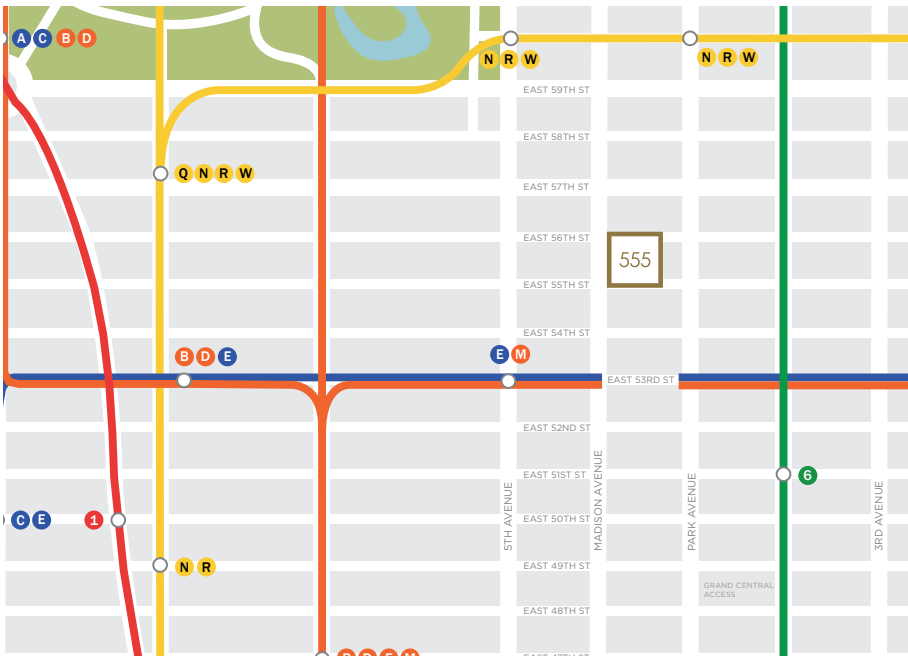 A C B D
N R W
N R W
EAST 59TH ST
EAST 58TH ST
Q N R W
EAST 57TH ST
EAST 56TH ST
555
EAST 55TH ST
EAST 54TH ST
B D E
E M
EAST 53RD ST
EAST 52ND ST
EAST 51ST ST
6
5TH AVENUE
MADISON AVENUE
PARK AVENUE
3RD AVENUE
C E
1
EAST 50TH ST
N R
EAST 49TH ST
GRAND CENTRAL
ACCESS
EAST 48TH ST